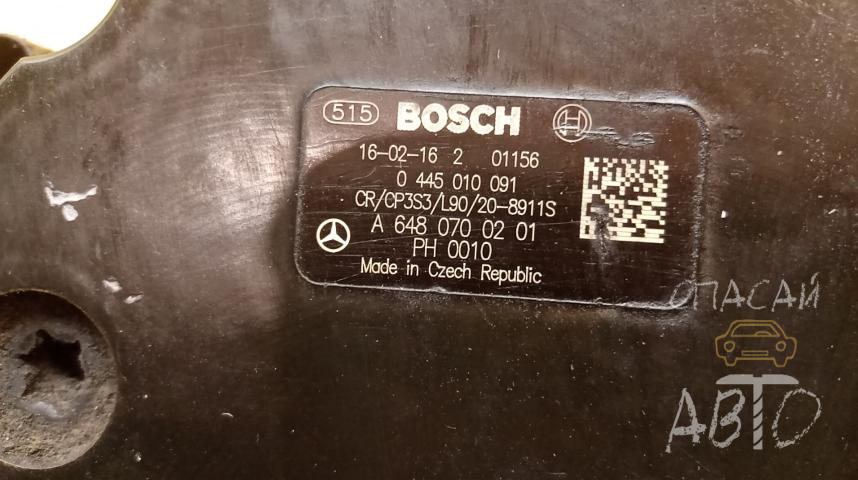 515 BOSCH
16-02-16 2 01156
0 445 010 091
CR/CP3S3/L90/20-8911S
A 648 070 02 01
PH 0010
Made in Czech Republic
СПАСАЙ
АВТО